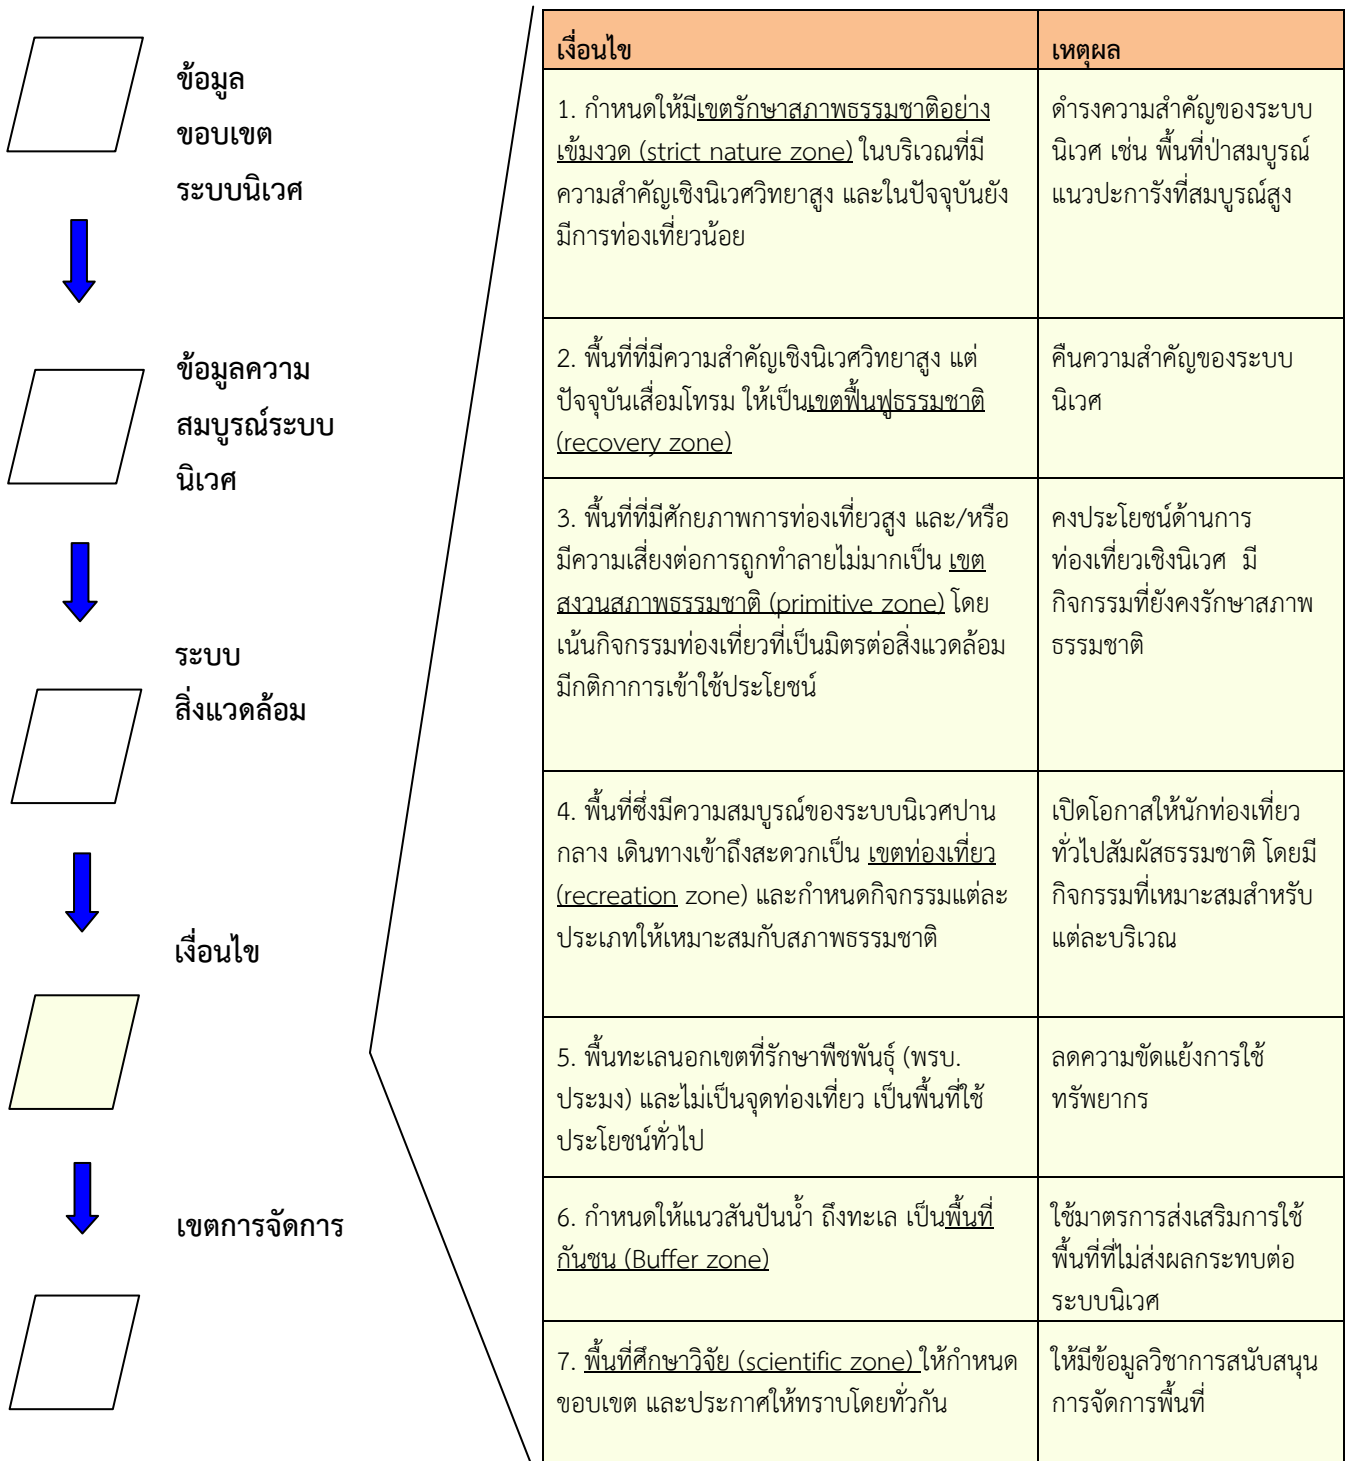 ข้อมูล
ขอบเขต
ระบบนิเวศ
ข้อมูลความ
สมบูรณ์ระบบ
นิเวศ
ระบบ
สิ่งแวดล้อม
เงื่อนไข
เขตการจัดการ
เงื่อนไข
เหตุผล
1. กำหนดให้มีเขตรักษาสภาพธรรมชาติอย่าง
เข้มงวด (strict nature zone) ในบริเวณที่มี
ความสำคัญเชิงนิเวศวิทยาสูง และในปัจจุบันยัง
มีการท่องเที่ยวน้อย
ดำรงความสำคัญของระบบ
นิเวศ เช่น พื้นที่ป่าสมบูรณ์
แนวปะการังที่สมบูรณ์สูง
2. พื้นที่ที่มีความสำคัญเชิงนิเวศวิทยาสูง แต่
ปัจจุบันเสื่อมโทรม ให้เป็นเขตฟื้นฟูธรรมชาติ
(recovery zone)
คืนความสำคัญของระบบ
นิเวศ
3. พื้นที่ที่มีศักยภาพการท่องเที่ยวสูง และ/หรือ
มีความเสี่ยงต่อการถูกทำลายไม่มากเป็น เขต
สงวนสภาพธรรมชาติ (primitive zone) โดย
เน้นกิจกรรมท่องเที่ยวที่เป็นมิตรต่อสิ่งแวดล้อม
มีกติกาการเข้าใช้ประโยชน์
คงประโยชน์ด้านการ
ท่องเที่ยวเชิงนิเวศ มี
กิจกรรมที่ยังคงรักษาสภาพ
ธรรมชาติ
4. พื้นที่ซึ่งมีความสมบูรณ์ของระบบนิเวศปาน
กลาง เดินทางเข้าถึงสะดวกเป็น เขตท่องเที่ยว
(recreation zone) และกำหนดกิจกรรมแต่ละ
ประเภทให้เหมาะสมกับสภาพธรรมชาติ
เปิดโอกาสให้นักท่องเที่ยว
ทั่วไปสัมผัสธรรมชาติ โดยมี
กิจกรรมที่เหมาะสมสำหรับ
แต่ละบริเวณ
5. พื้นทะเลนอกเขตที่รักษาพืชพันธุ์ (พรบ.
ประมง) และไม่เป็นจุดท่องเที่ยว เป็นพื้นที่ใช้
ประโยชน์ทั่วไป
ลดความขัดแย้งการใช้
ทรัพยากร
6. กำหนดให้แนวสันปันน้ำ ถึงทะเล เป็นพื้นที่
กันชน (Buffer zone)
ใช้มาตรการส่งเสริมการใช้
พื้นที่ที่ไม่ส่งผลกระทบต่อ
ระบบนิเวศ
7. พื้นที่ศึกษาวิจัย (scientific zone) ให้กำหนด
ขอบเขต และประกาศให้ทราบโดยทั่วกัน
ให้มีข้อมูลวิชาการสนับสนุน
การจัดการพื้นที่